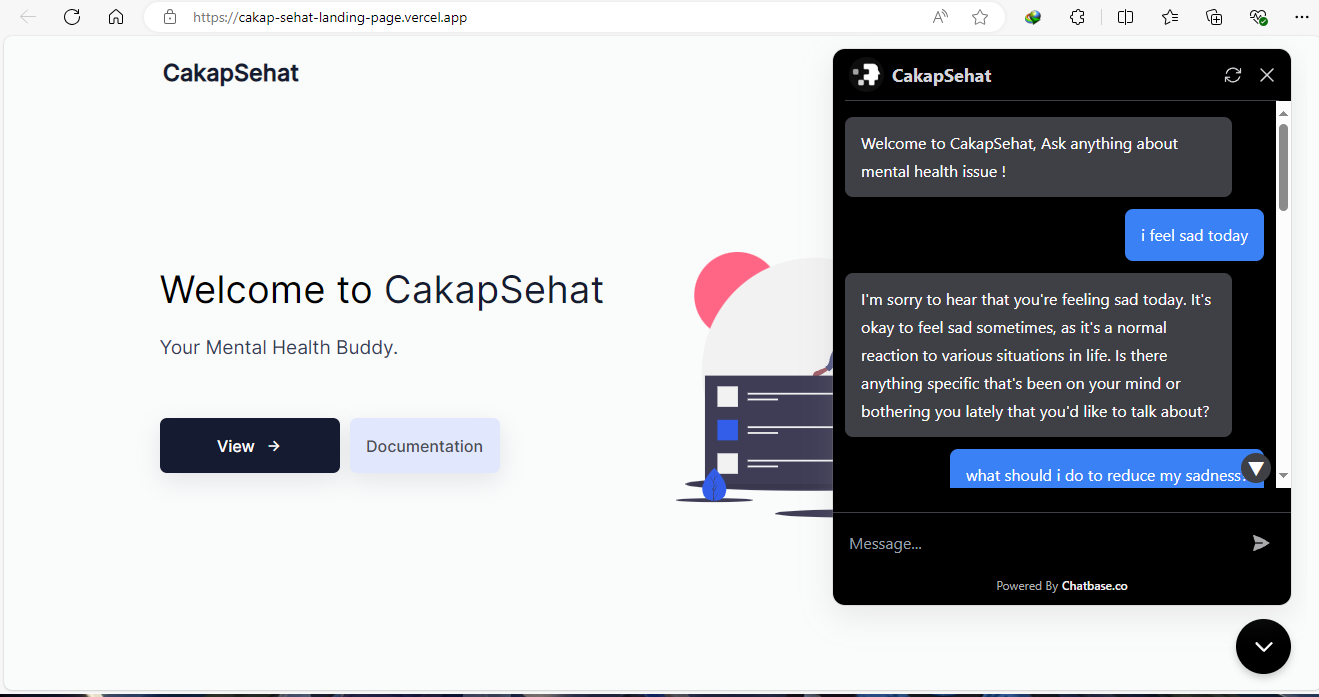 https://cakap-sehat-landing-page.vercel.app
CakapSehat
Welcome to CakapSehat
Your Mental Health Buddy.
View →
Documentation
CakapSehat
Welcome to CakapSehat, Ask anything about
mental health issue !
i feel sad today
I'm sorry to hear that you're feeling sad today. It's
okay to feel sad sometimes, as it's a normal
reaction to various situations in life. Is there
anything specific that's been on your mind or
bothering you lately that you'd like to talk about?
what should i do to reduce my sadness?
Message...
Powered By Chatbase.co